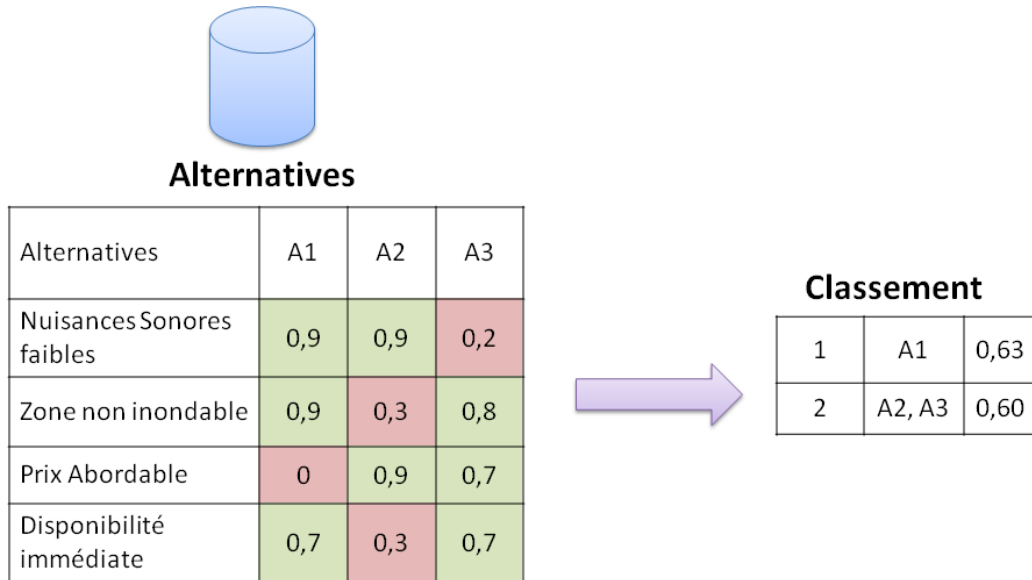 Alternatives
Alternatives A1 A2 A3
Nuisances Sonores
faibles 0,9 0,9 0,2
Zone non inondable 0,9 0,3 0,8
Prix Abordable 0 0,9 0,7
Disponibilité
immédiate 0,7 0,3 0,7
Classement
1 A1 0,63
2 A2, A3 0,60